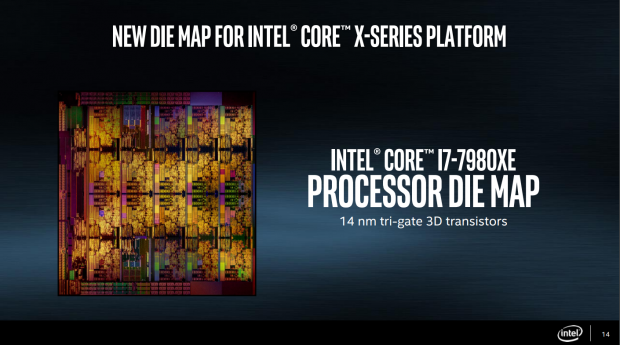 NEW DIE MAP FOR INTEL® CORE™ X-SERIES PLATFORM
INTEL® CORE™ I7-7980XE
PROCESSOR DIE MAP
14 nm tri-gate 3D transistors
intel
14